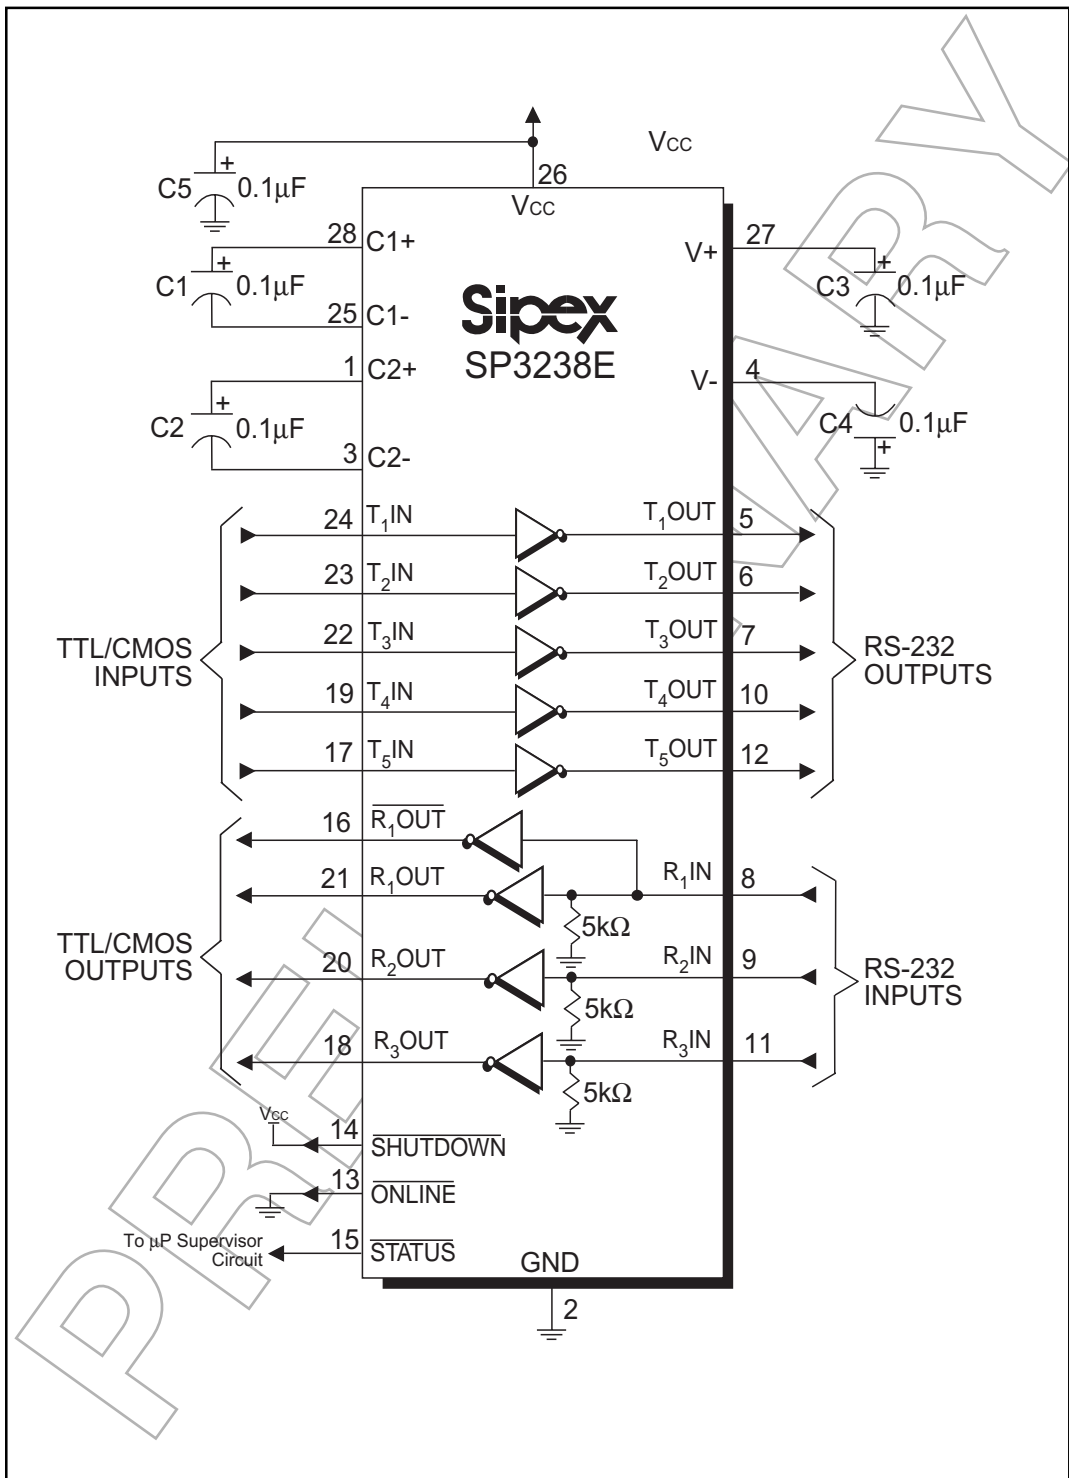 VCC
26
VCC
C5
+
0.1µF
28
C1+
C1
+
0.1µF
25
C1-
1
C2+
C2
+
0.1µF
3
C2-
Sipex
SP3238E
V+
27
C3
+
0.1µF
V-
4
C4
0.1µF
+
24 T1IN T1OUT 5
23 T2IN T2OUT 6
22 T3IN T3OUT 7
19 T4IN T4OUT 10
17 T5IN T5OUT 12
TTL/CMOS
INPUTS
RS-232
OUTPUTS
16 R1OUT
21 R1OUT R1IN 8
5kΩ
20 R2OUT R2IN 9
5kΩ
18 R3OUT R3IN 11
5kΩ
TTL/CMOS
OUTPUTS
RS-232
INPUTS
VCC
14 SHUTDOWN
13 ONLINE
To µP Supervisor
Circuit
15 STATUS
GND
2